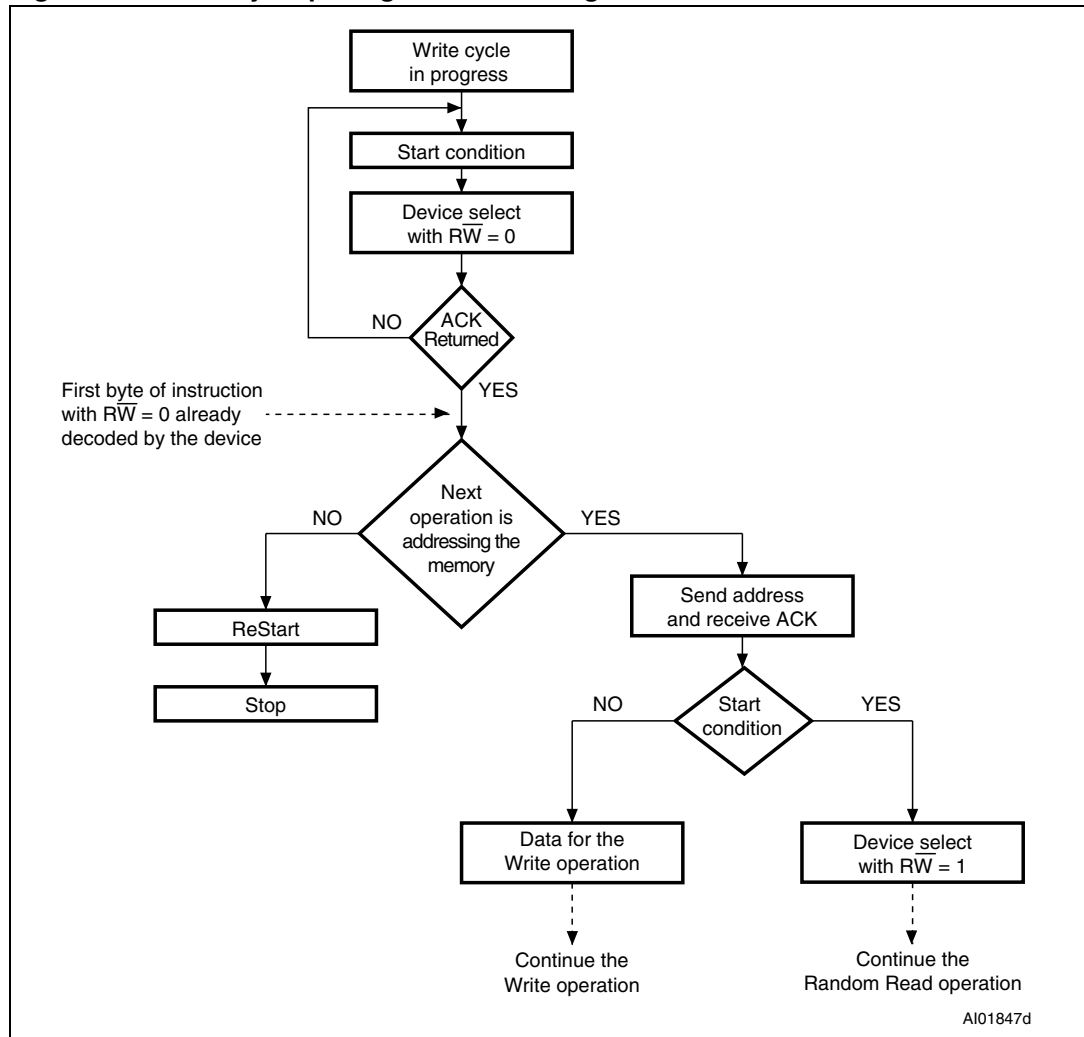 Write cycle
in progress
Start condition
Device select
with RW̅ = 0
ACK
Returned
NO
YES
First byte of instruction
with RW̅ = 0 already
decoded by the device
Next
operation is
addressing the
memory
NO
YES
ReStart
Stop
Send address
and receive ACK
Start
condition
NO
YES
Data for the
Write operation
Device select
with RW̅ = 1
Continue the
Write operation
Continue the
Random Read operation
AI01847d